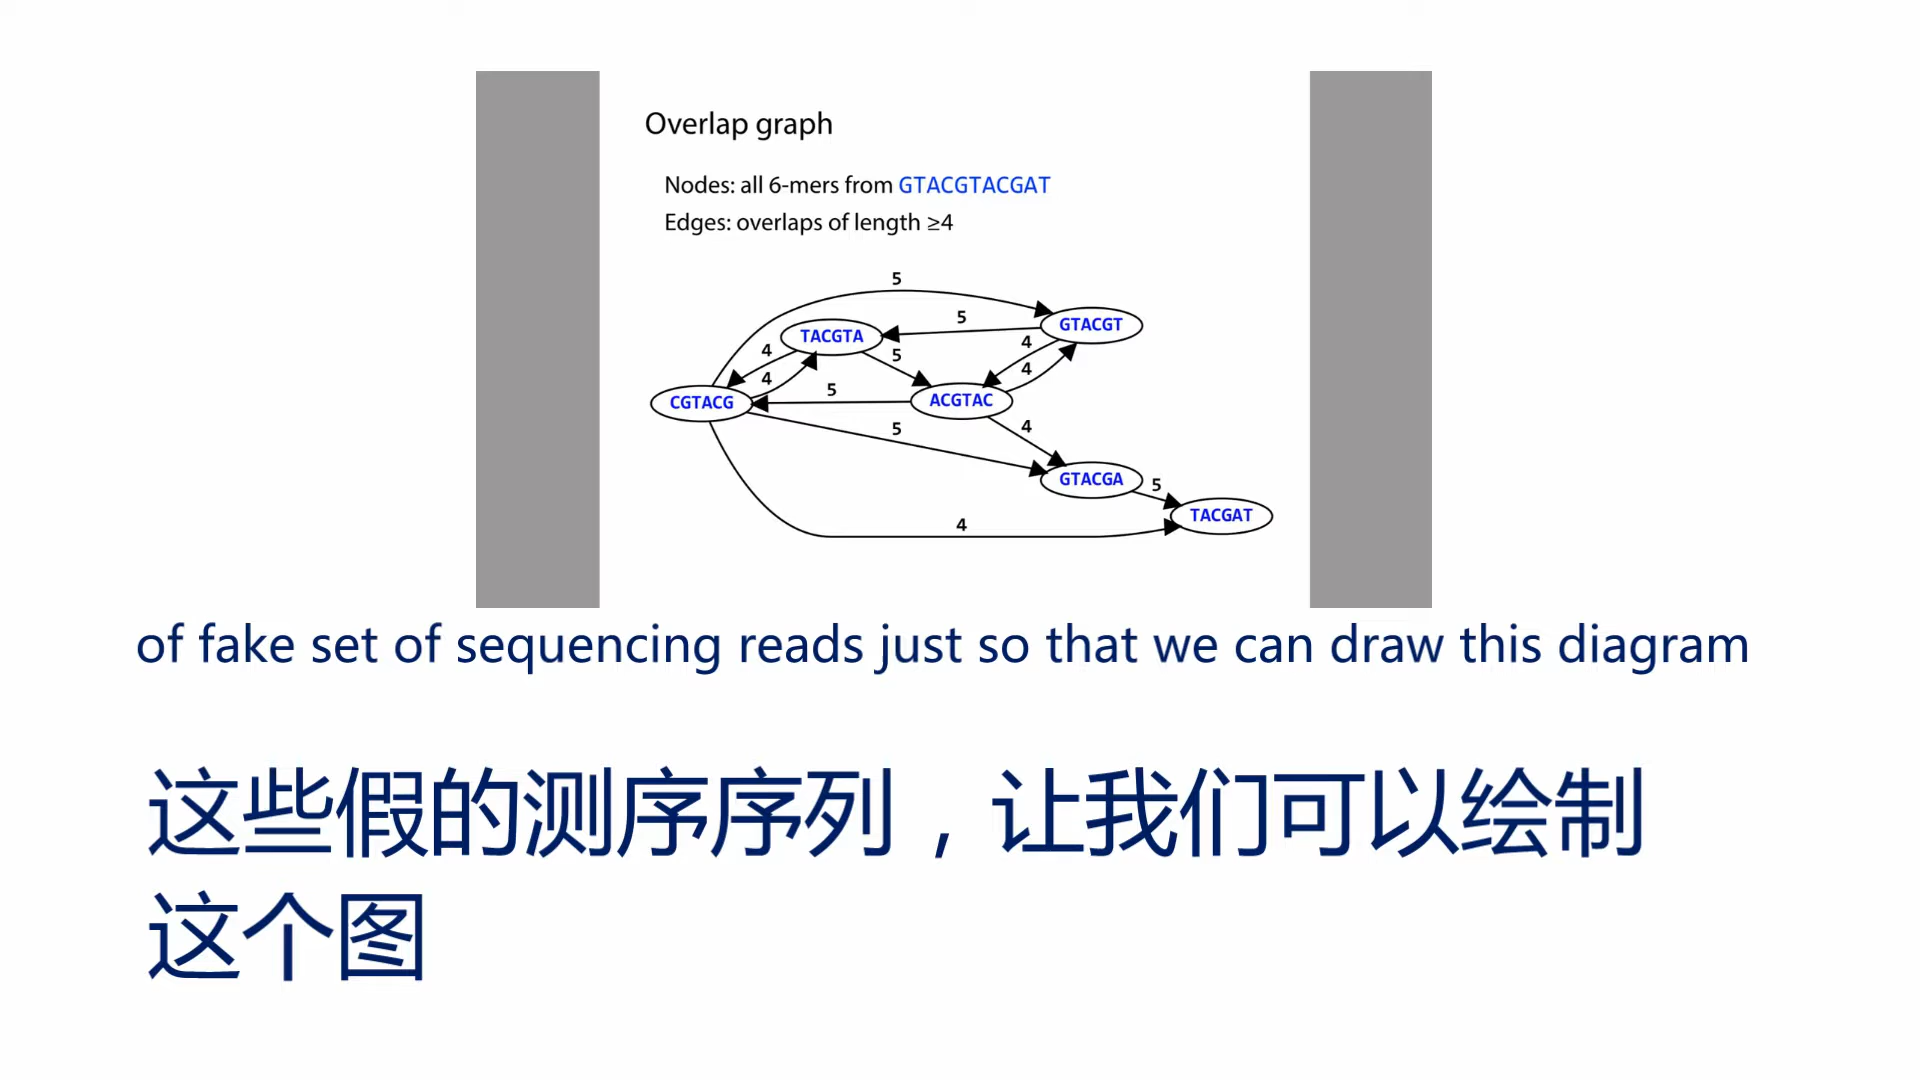 Overlap graph
Nodes: all 6-mers from GTACGTACGAT
Edges: overlaps of length ≥4
5
GTACGT
5
TACGTA
4
5
4
4
4
5
CGTACG
ACGTAC
5
4
GTACGA
5
TACGAT
4
of fake set of sequencing reads just so that we can draw this diagram
这些假的测序序列，让我们可以绘制
这个图